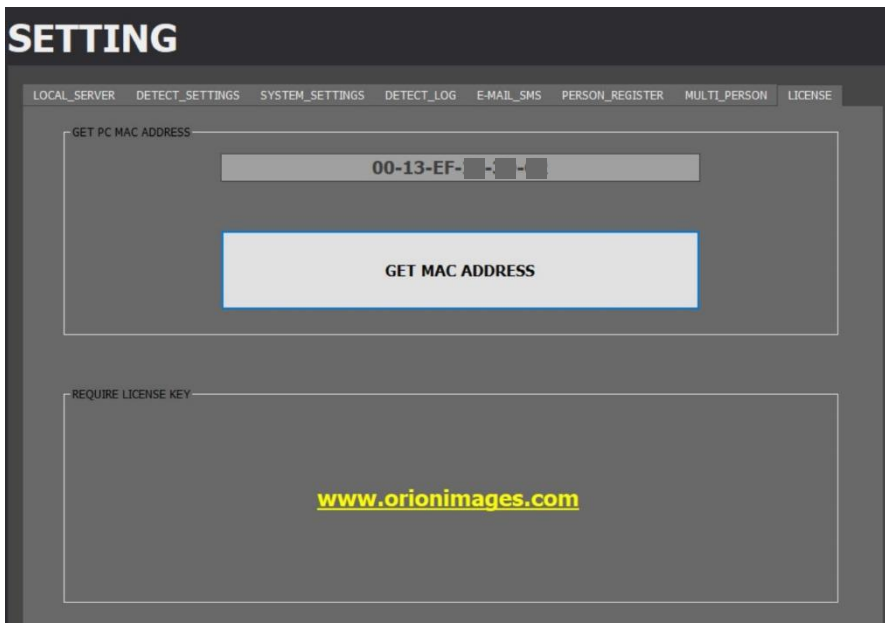 SETTING
LOCAL_SERVER DETECT_SETTINGS SYSTEM_SETTINGS DETECT_LOG E-MAIL_SMS PERSON_REGISTER MULTI_PERSON LICENSE
GET PC MAC ADDRESS
00-13-EF-
GET MAC ADDRESS
REQUIRE LICENSE KEY
www.orionimages.com